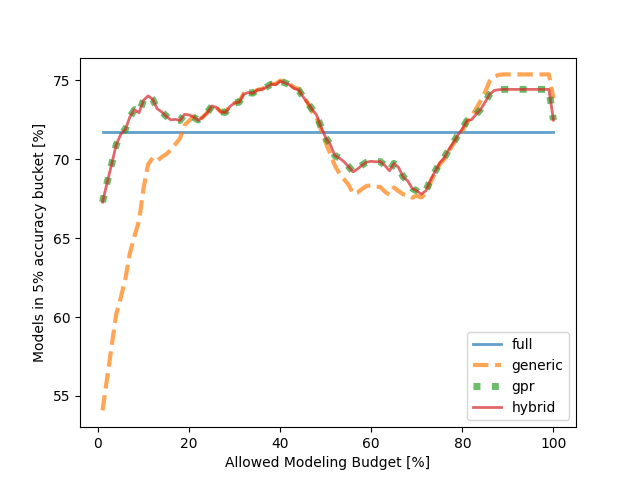 Models in 5% accuracy bucket [%]
75
70
65
60
55
0 20 40 60 80 100
Allowed Modeling Budget [%]
full
generic
gpr
hybrid